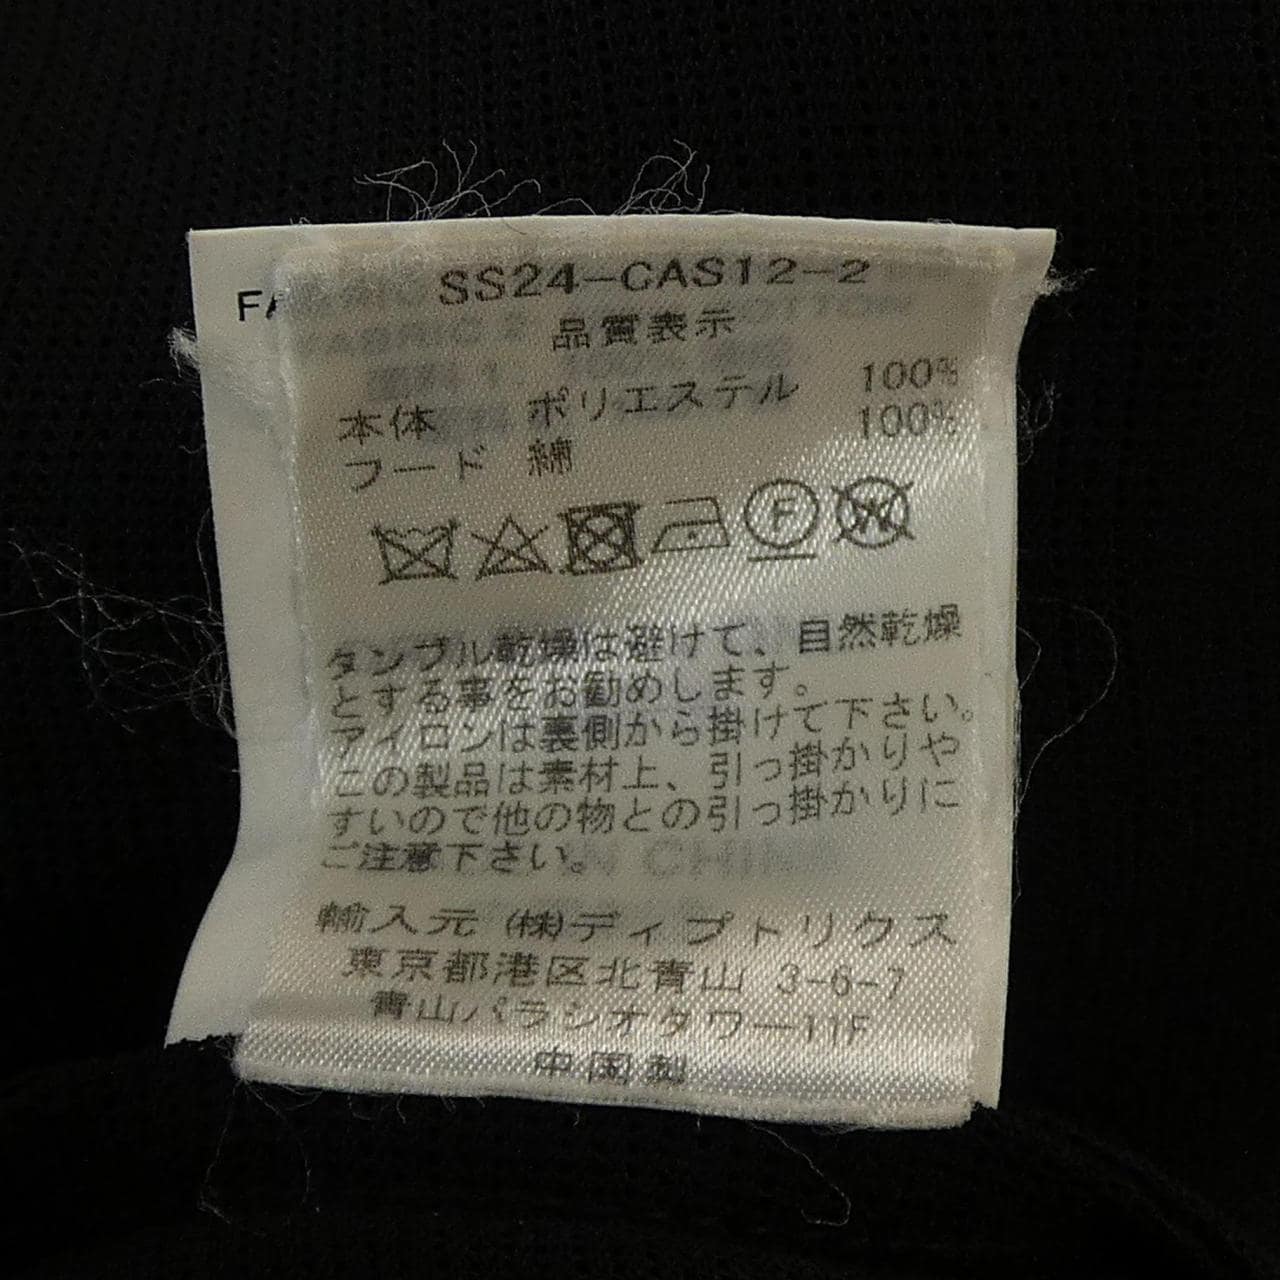 SS24-CAS12-2
FA
品質表示
本体 ポリエステル 100%
フード 綿 100%
F
W
タンブル乾燥は避けて、自然乾燥
とする事をお勧めします。
アイロンは裏側から掛けて下さい。
この製品は素材上、引っ掛かりや
すいので他の物との引っ掛かりに
ご注意下さい。
輸入元 (株)ディプトリクス
東京都港区北青山 3-6-7
青山パラシオタワー11F
中国製